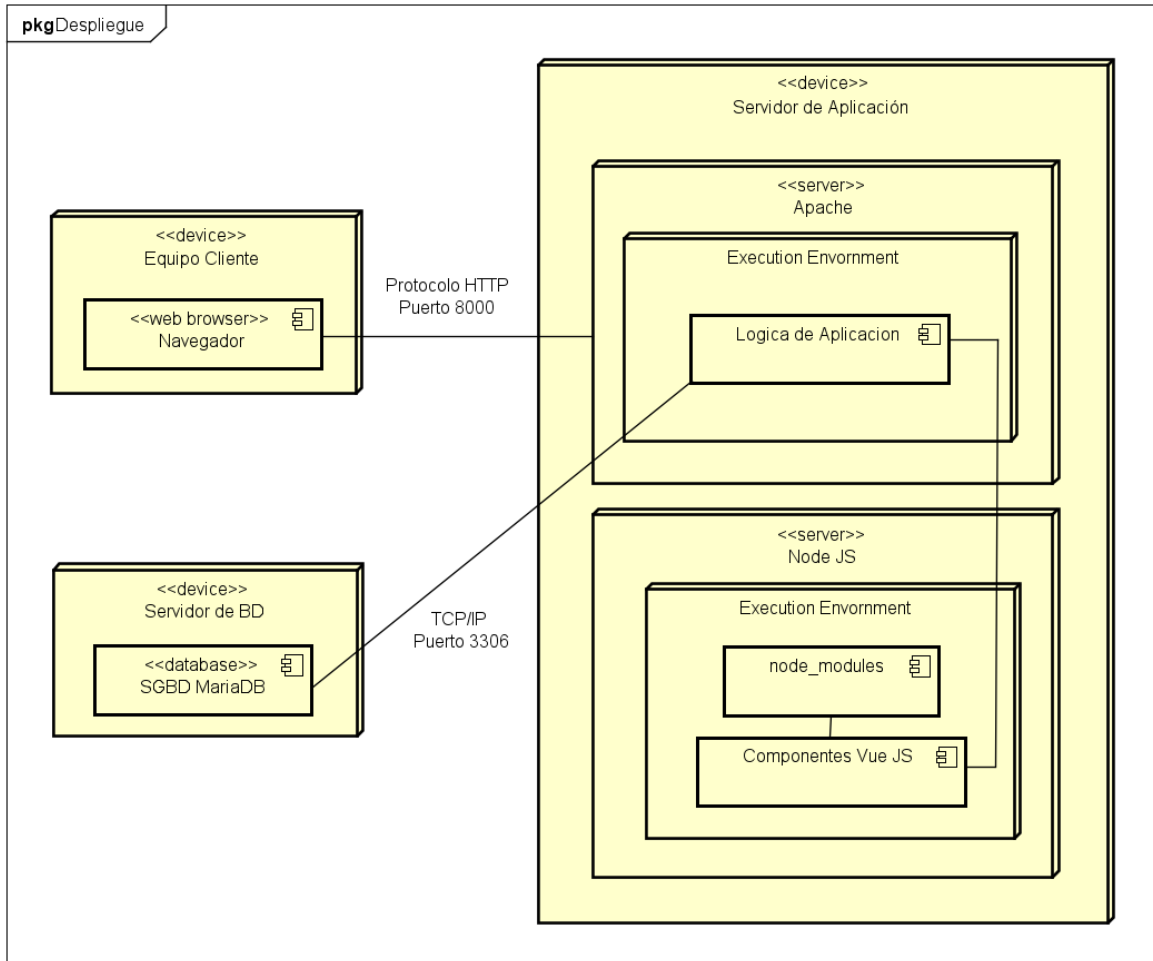 pkgDespliegue
<<device>>
Servidor de Aplicación
<<server>>
Apache
Execution Envornment
Logica de Aplicacion
<<device>>
Equipo Cliente
<<web browser>>
Navegador
Protocolo HTTP
Puerto 8000
<<device>>
Servidor de BD
<<database>>
SGBD MariaDB
TCP/IP
Puerto 3306
<<server>>
Node JS
Execution Envornment
node_modules
Componentes Vue JS